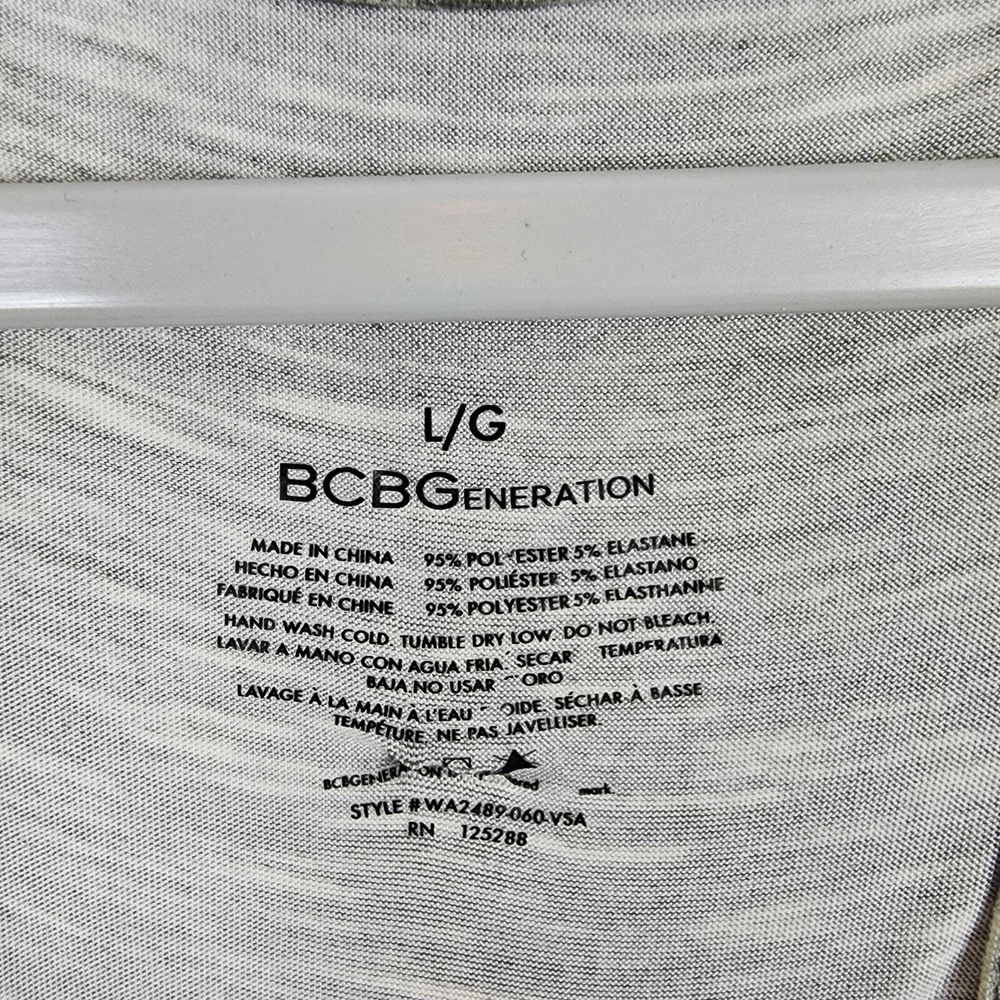 L/G
BCBGENERATION
MADE IN CHINA 95% POLYESTER 5% ELASTANE
HECHO EN CHINA 95% POLIÉSTER 5% ELASTANO
FABRIQUÉ EN CHINE 95% POLYESTER 5% ELASTHANNE
HAND WASH COLD. TUMBLE DRY LOW. DO NOT BLEACH.
LAVAR A MANO CON AGUA FRIA. SECAR TEMPERATURA
BAJA. NO USAR
LAVAGE À LA MAIN À L'EAU SÉCHAR À BASSE
TEMPÉTURE. NE PAS JAVELLISER
BCBGENERATION mark.
STYLE # WA2489-060-VSA
RN 125288